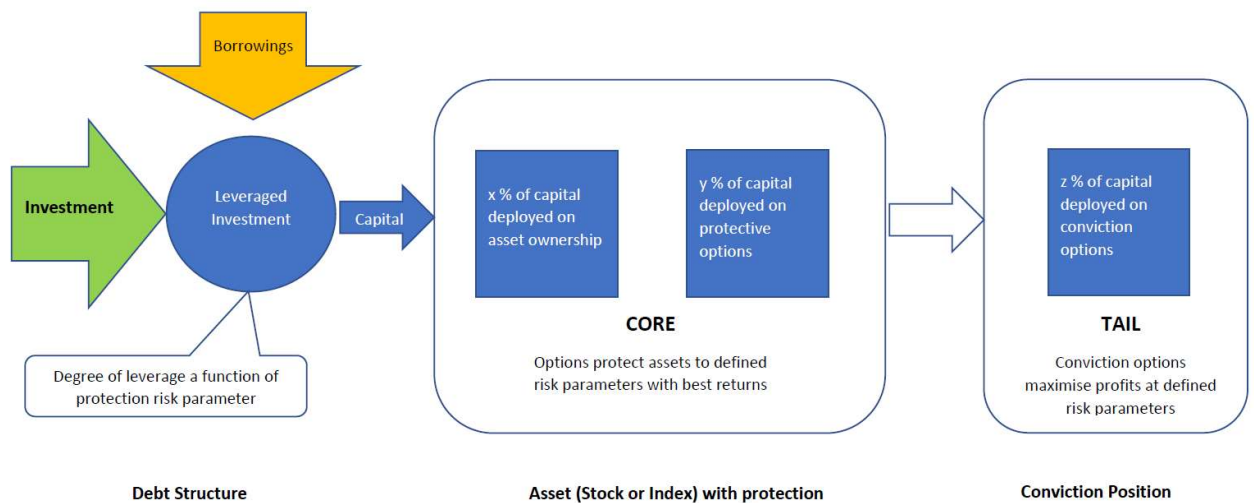 Borrowings
Investment
Leveraged
Investment
Capital
x % of capital
deployed on
asset ownership
y % of capital
deployed on
protective
options
z % of capital
deployed on
conviction
options
CORE
Options protect assets to defined
risk parameters with best returns
TAIL
Conviction options
maximise profits at defined
risk parameters
Degree of leverage a function of
protection risk parameter
Debt Structure
Asset (Stock or Index) with protection
Conviction Position